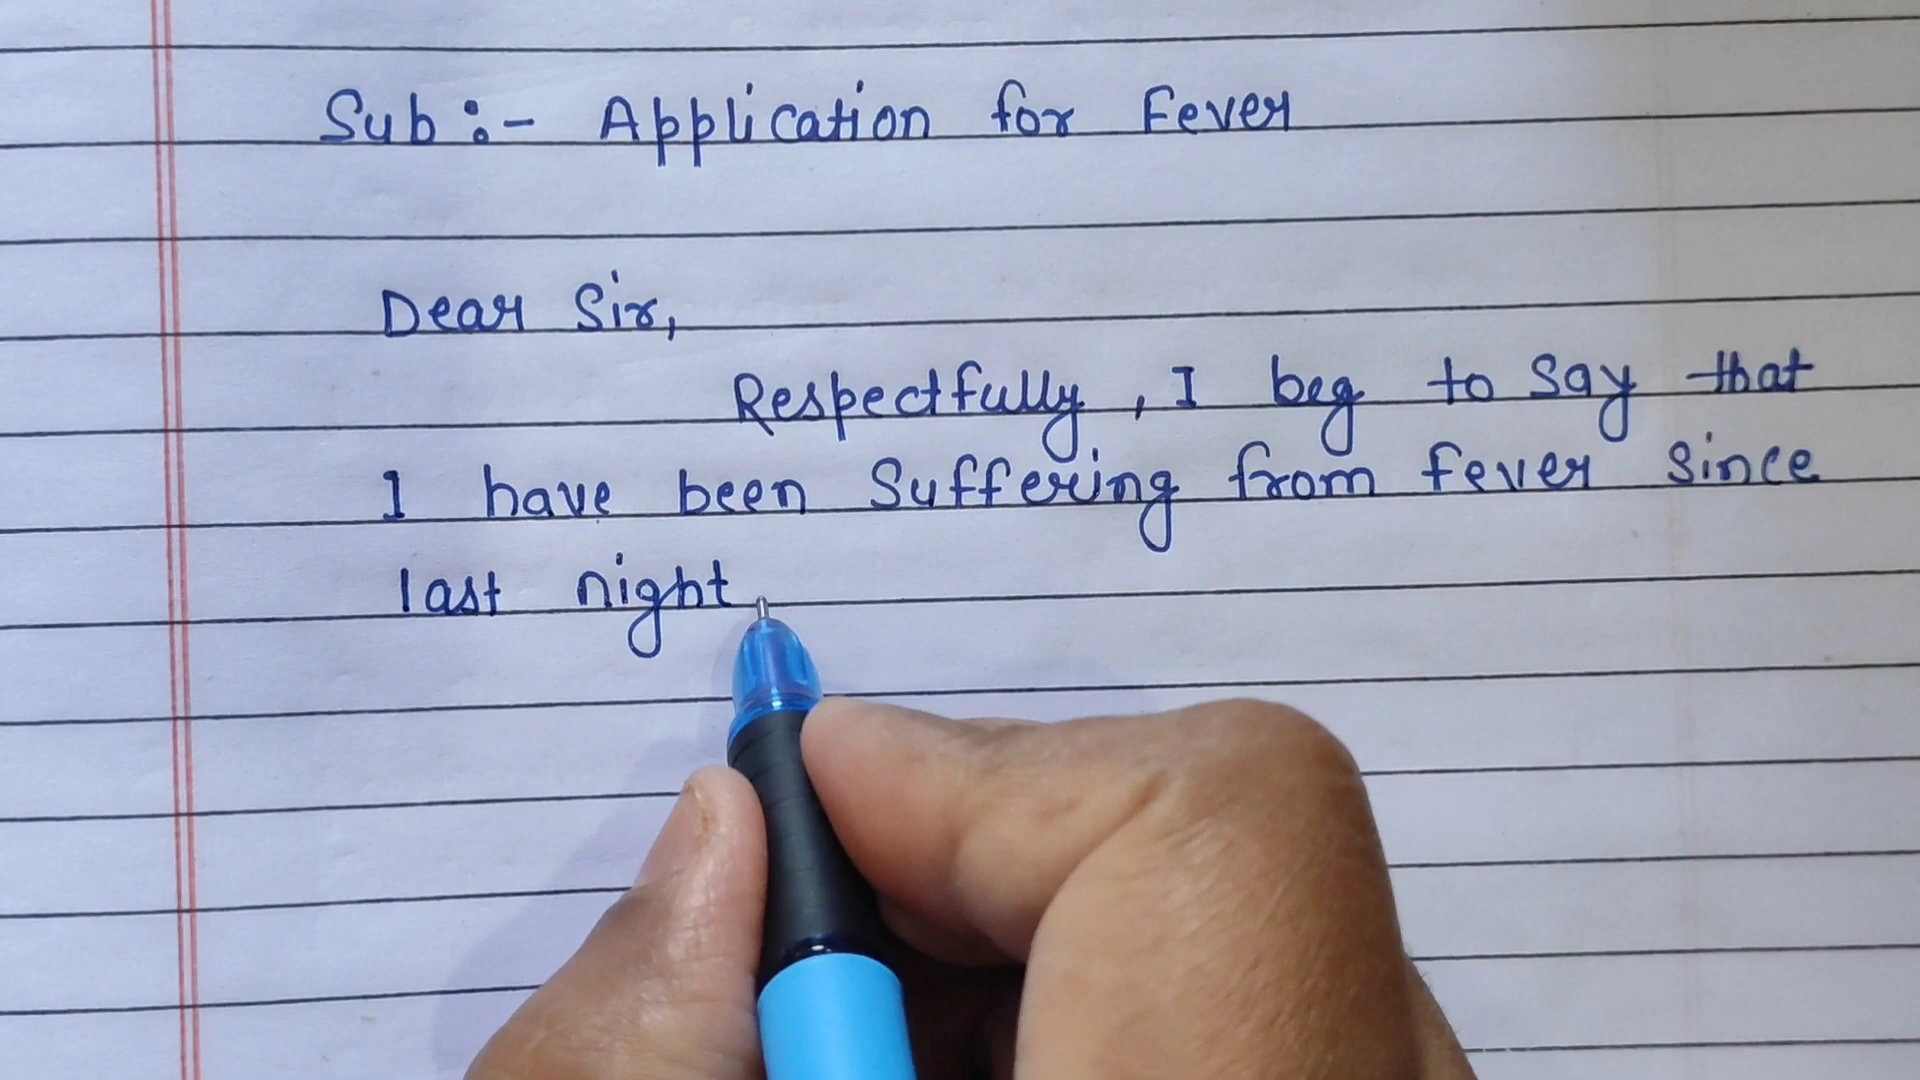 Sub:- Application for Fever
Dear Sir,
Respectfully, I beg to say that
I have been suffering from fever since
last night